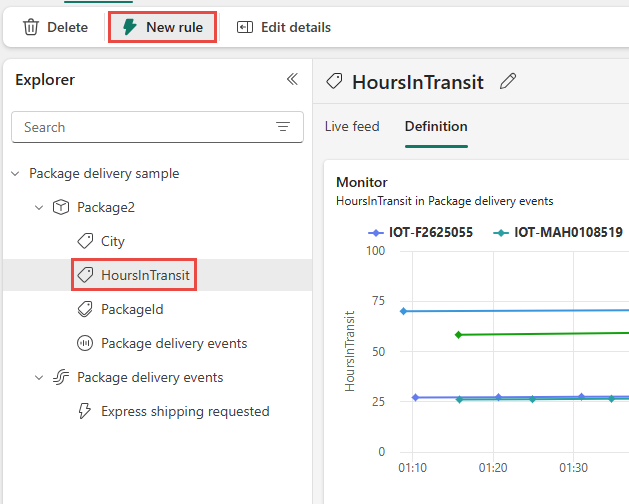 Delete New rule Edit details
Explorer
Search
Package delivery sample
Package2
City
HoursInTransit
PackageId
Package delivery events
Package delivery events
Express shipping requested
HoursInTransit
Live feed Definition
Monitor
HoursInTransit in Package delivery events
IOT-F2625055 IOT-MAH0108519
100
75
50
25
0
HoursInTransit
01:10 01:20 01:30